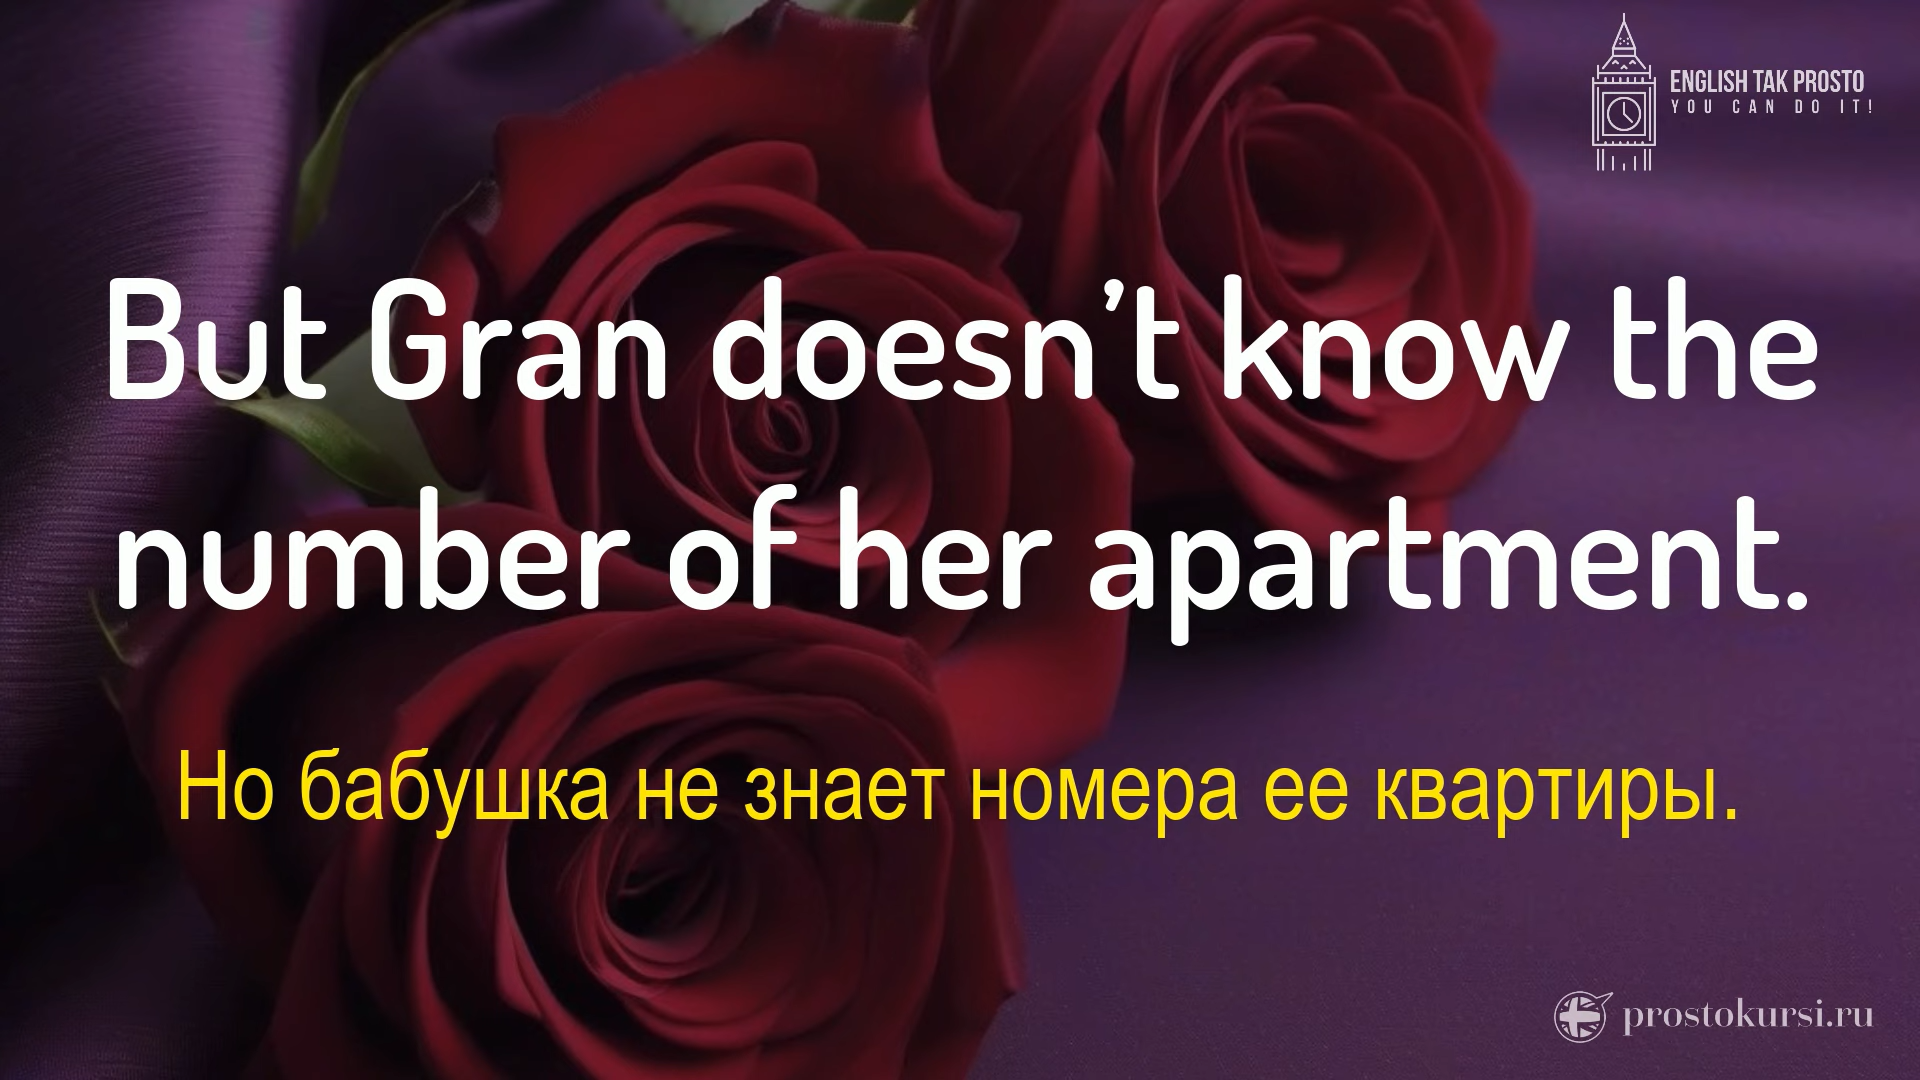 ENGLISH TAK PROSTO
YOU CAN DO IT!
But Gran doesn’t know the
number of her apartment.
Но бабушка не знает номера ее квартиры.
prostokursi.ru